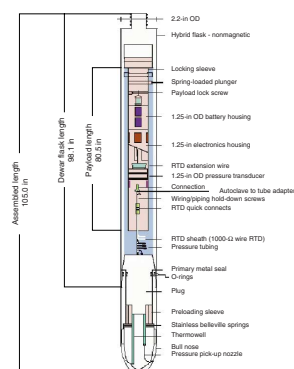 2.2-in OD
Hybrid flask - nonmagnetic
Locking sleeve
Spring-loaded plunger
Payload lock screw
1.25-in OD battery housing
1.25-in electronics housing
RTD extension wire
1.25-in OD pressure transducer
Connection
Autoclave to tube adapter
Wiring/piping hold-down screws
RTD quick connects
RTD sheath (1000-Ω wire RTD)
Pressure tubing
Primary metal seal
O-rings
Plug
Preloading sleeve
Stainless belleville springs
Thermowell
Bull nose
Pressure pick-up nozzle
Assembled length
105.0 in
Dewar flask length
98.1 in
Payload length
80.5 in